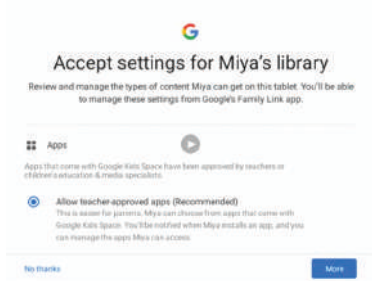 Accept settings for Miya's library
Review and manage the types of content Miya can get on this tablet. You'll be able
to manage these settings from Google's Family Link app.
Apps
Apps that come with Google Kids Space have been approved by teachers or
children's education & media specialists.
Allow teacher-approved apps (Recommended)
This is easier for parents. Miya can choose from apps that come with
Google Kids Space. You'll be notified when Miya installs an app, and you
can manage the apps Miya can access.
No thanks
More